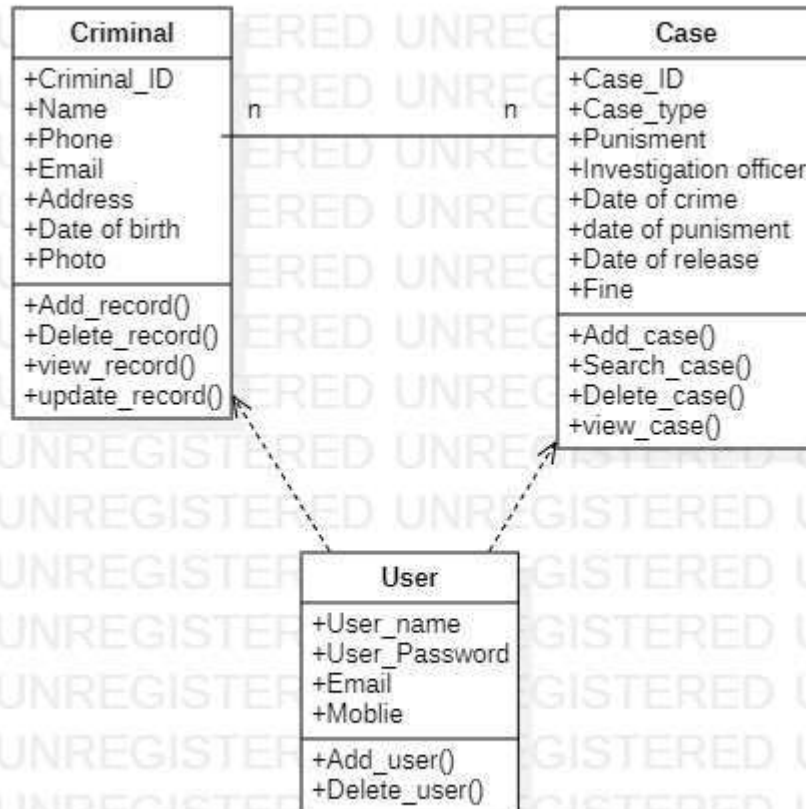 Criminal
+Criminal_ID
+Name
+Phone
+Email
+Address
+Date of birth
+Photo
+Add_record()
+Delete_record()
+view_record()
+update_record()
n
n
Case
+Case_ID
+Case_type
+Punisment
+Investigation officer
+Date of crime
+date of punisment
+Date of release
+Fine
+Add_case()
+Search_case()
+Delete_case()
+view_case()
User
+User_name
+User_Password
+Email
+Moblie
+Add_user()
+Delete_user()
UNREGISTERED UNREGISTERED